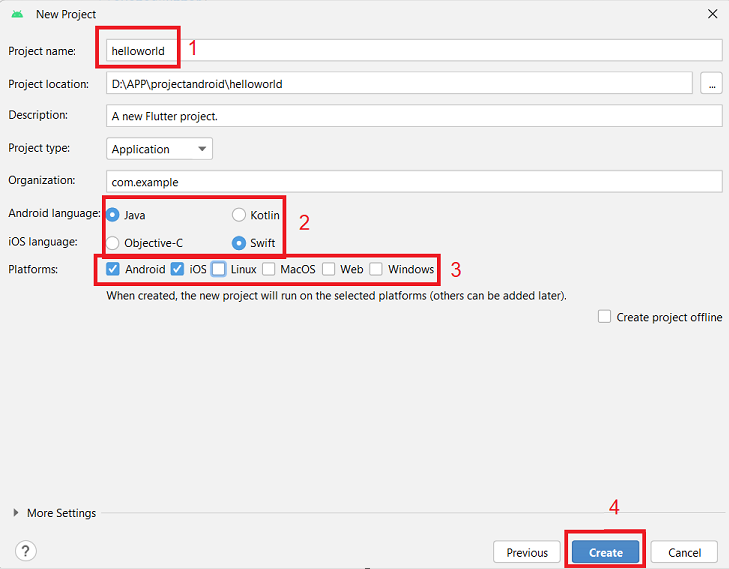 New Project
Project name: helloworld 1
Project location: D:\APP\projectandroid\helloworld ...
Description: A new Flutter project.
Project type: Application
Organization: com.example
Android language: Java Kotlin 2
iOS language: Objective-C Swift
Platforms: Android iOS Linux MacOS Web Windows 3
When created, the new project will run on the selected platforms (others can be added later).
Create project offline
More Settings
4
? Previous Create Cancel